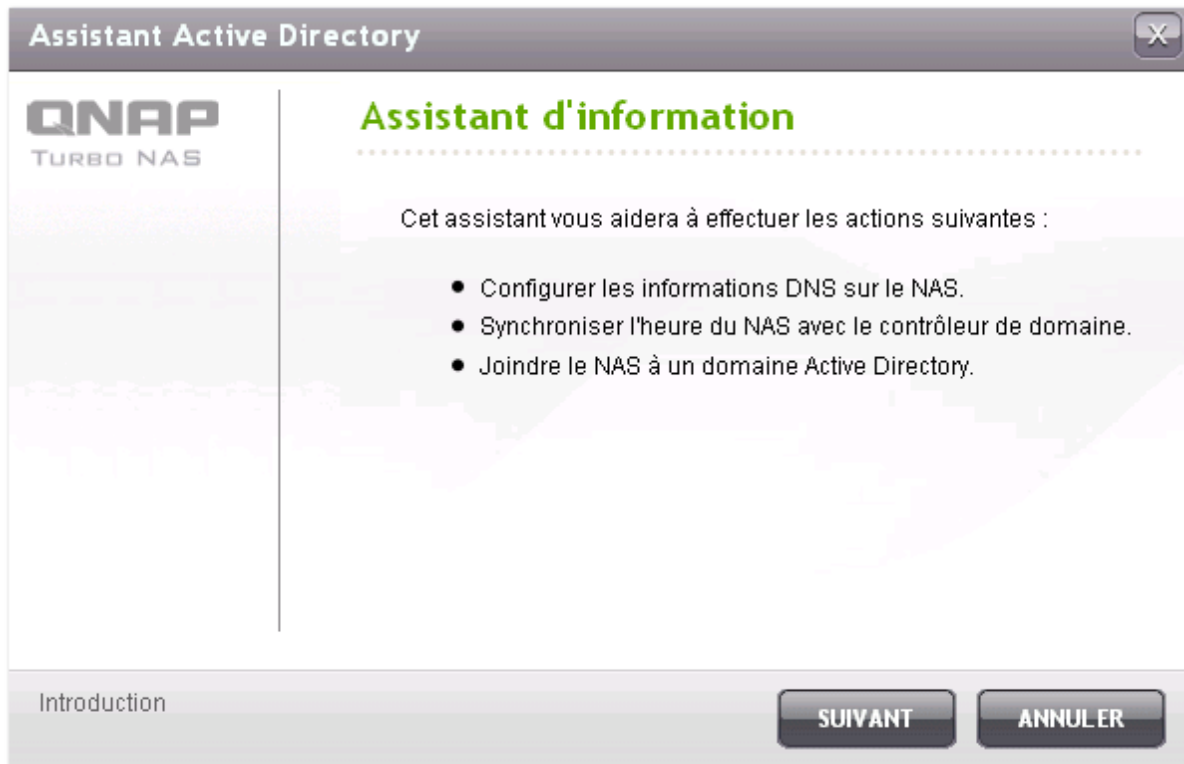 Assistant Active Directory
QNAP
TURBO NAS
Assistant d'information
Cet assistant vous aidera à effectuer les actions suivantes :
● Configurer les informations DNS sur le NAS.
● Synchroniser l'heure du NAS avec le contrôleur de domaine.
● Joindre le NAS à un domaine Active Directory.
Introduction
SUIVANT
ANNULER